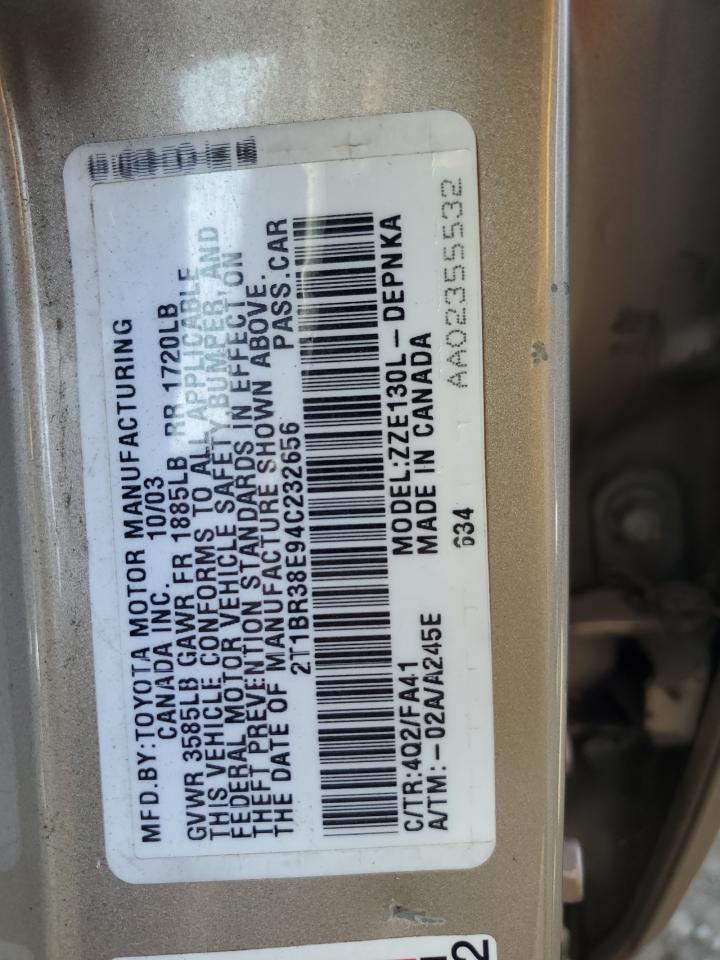 MFD.BY:TOYOTA MOTOR MANUFACTURING
CANADA INC. 10/03
GVWR 3585LB GAWR FR 1885LB RR 1720LB
THIS VEHICLE CONFORMS TO ALL APPLICABLE
FEDERAL MOTOR VEHICLE SAFETY,BUMPER, AND
THEFT PREVENTION STANDARDS IN EFFECT ON
THE DATE OF MANUFACTURE SHOWN ABOVE.
2T1BR38E94C232656 PASS.CAR
C/TR:4Q2/FA41 MODEL:ZZE130L-DEPNKA
A/TM:-02A/A245E MADE IN CANADA
634 AA02355532
2